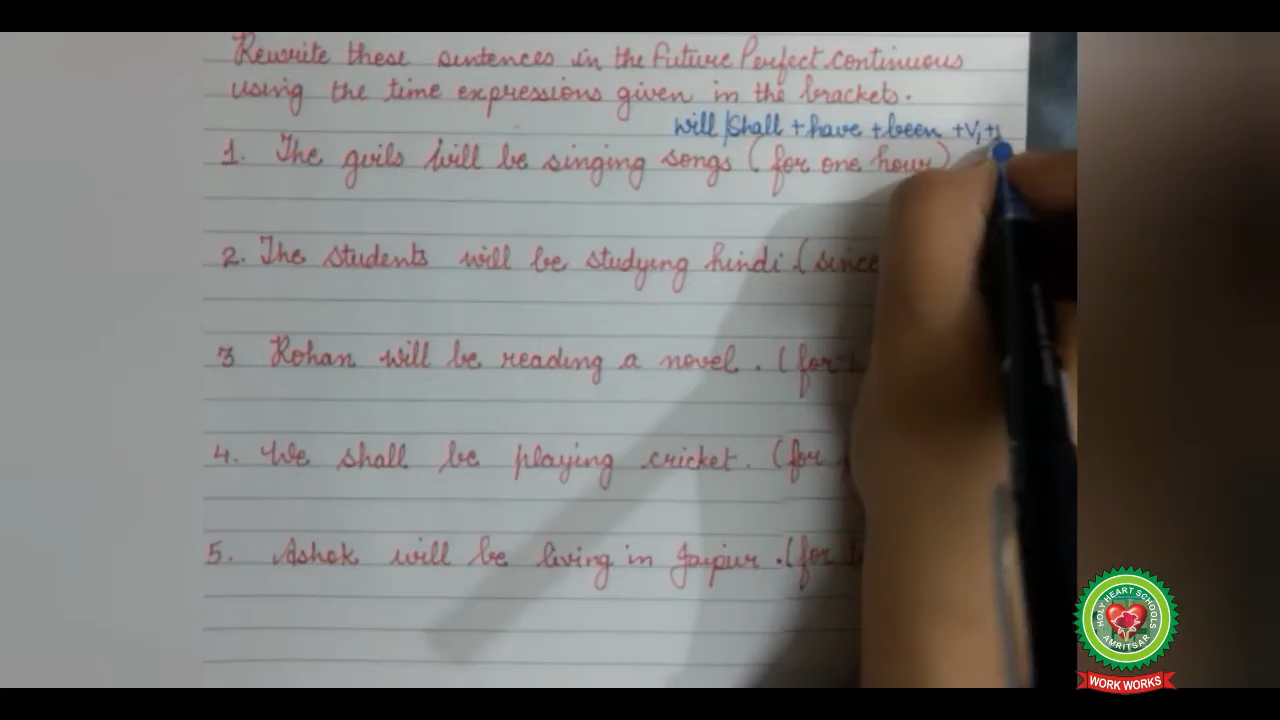 Rewrite these sentences in the Future Perfect continuous
using the time expressions given in the brackets.
will/shall + have + been + V1 +
1. The girls will be singing songs (for one hour)
2. The students will be studying hindi (since
3 Rohan will be reading a novel. (for
4. We shall be playing cricket. (for
5. Ashok will be living in Jaipur. (for
HOLY HEART SCHOOLS
AMRITSAR
WORK WORKS